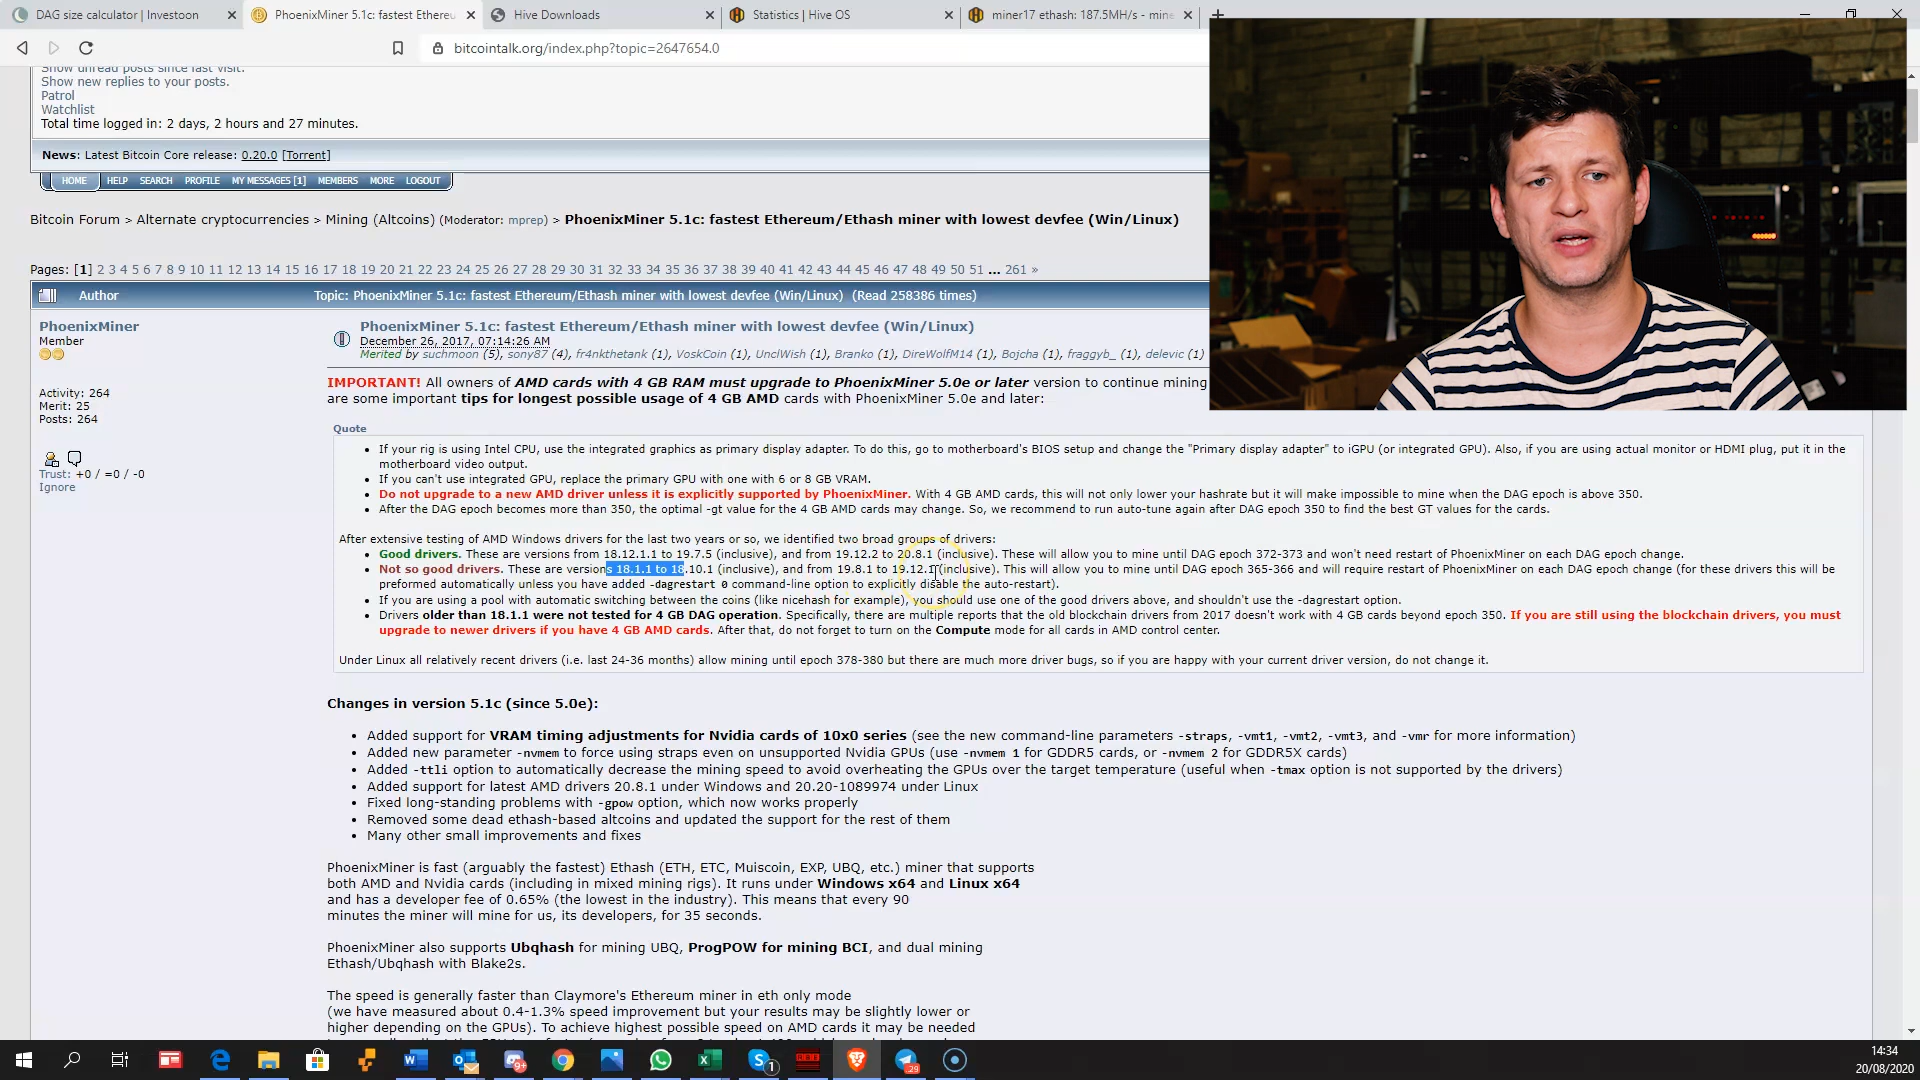 DAG size calculator | Investoon
PhoenixMiner 5.1c: fastest Ethereu
Hive Downloads
Statistics | Hive OS
miner17 ethash: 187.5MH/s - mine
bitcointalk.org/index.php?topic=2647654.0
Show unread posts since last visit.
Show new replies to your posts.
Patrol
Watchlist
Total time logged in: 2 days, 2 hours and 27 minutes.
News: Latest Bitcoin Core release: 0.20.0 [Torrent]
HOME HELP SEARCH PROFILE MY MESSAGES [1] MEMBERS MORE LOGOUT
Bitcoin Forum > Alternate cryptocurrencies > Mining (Altcoins) (Moderator: mprep) > PhoenixMiner 5.1c: fastest Ethereum/Ethash miner with lowest devfee (Win/Linux)
Pages: [1] 2 3 4 5 6 7 8 9 10 11 12 13 14 15 16 17 18 19 20 21 22 23 24 25 26 27 28 29 30 31 32 33 34 35 36 37 38 39 40 41 42 43 44 45 46 47 48 49 50 51 ... 261 »
Author
Topic: PhoenixMiner 5.1c: fastest Ethereum/Ethash miner with lowest devfee (Win/Linux) (Read 258386 times)
PhoenixMiner
Member
Activity: 264
Merit: 25
Posts: 264
Trust: +0 / =0 / -0
Ignore
PhoenixMiner 5.1c: fastest Ethereum/Ethash miner with lowest devfee (Win/Linux)
December 26, 2017, 07:14:26 AM
Merited by suchmoon (5), sony87 (4), fr4nkthetank (1), VoskCoin (1), UnclWish (1), Branko (1), DireWolfM14 (1), Bojcha (1), fraggyb_ (1), delevic (1)
IMPORTANT! All owners of AMD cards with 4 GB RAM must upgrade to PhoenixMiner 5.0e or later version to continue mining
are some important tips for longest possible usage of 4 GB AMD cards with PhoenixMiner 5.0e and later:
Quote
If your rig is using Intel CPU, use the integrated graphics as primary display adapter. To do this, go to motherboard's BIOS setup and change the "Primary display adapter" to iGPU (or integrated GPU). Also, if you are using actual monitor or HDMI plug, put it in the
motherboard video output.
If you can't use integrated GPU, replace the primary GPU with one with 6 or 8 GB VRAM.
Do not upgrade to a new AMD driver unless it is explicitly supported by PhoenixMiner. With 4 GB AMD cards, this will not only lower your hashrate but it will make impossible to mine when the DAG epoch is above 350.
After the DAG epoch becomes more than 350, the optimal -gt value for the 4 GB AMD cards may change. So, we recommend to run auto-tune again after DAG epoch 350 to find the best GT values for the cards.
After extensive testing of AMD Windows drivers for the last two years or so, we identified two broad groups of drivers:
Good drivers. These are versions from 18.12.1.1 to 19.7.5 (inclusive), and from 19.12.2 to 20.8.1 (inclusive). These will allow you to mine until DAG epoch 372-373 and won't need restart of PhoenixMiner on each DAG epoch change.
Not so good drivers. These are versions 18.1.1 to 18.10.1 (inclusive), and from 19.8.1 to 19.12.1 (inclusive). This will allow you to mine until DAG epoch 365-366 and will require restart of PhoenixMiner on each DAG epoch change (for these drivers this will be
preformed automatically unless you have added -dagrestart 0 command-line option to explicitly disable the auto-restart).
If you are using a pool with automatic switching between the coins (like nicehash for example), you should use one of the good drivers above, and shouldn't use the -dagrestart option.
Drivers older than 18.1.1 were not tested for 4 GB DAG operation. Specifically, there are multiple reports that the old blockchain drivers from 2017 doesn't work with 4 GB cards beyond epoch 350. If you are still using the blockchain drivers, you must
upgrade to newer drivers if you have 4 GB AMD cards. After that, do not forget to turn on the Compute mode for all cards in AMD control center.
Under Linux all relatively recent drivers (i.e. last 24-36 months) allow mining until epoch 378-380 but there are much more driver bugs, so if you are happy with your current driver version, do not change it.
Changes in version 5.1c (since 5.0e):
Added support for VRAM timing adjustments for Nvidia cards of 10x0 series (see the new command-line parameters -straps, -vmt1, -vmt2, -vmt3, and -vmr for more information)
Added new parameter -nvmem to force using straps even on unsupported Nvidia GPUs (use -nvmem 1 for GDDR5 cards, or -nvmem 2 for GDDR5X cards)
Added -ttli option to automatically decrease the mining speed to avoid overheating the GPUs over the target temperature (useful when -tmax option is not supported by the drivers)
Added support for latest AMD drivers 20.8.1 under Windows and 20.20-1089974 under Linux
Fixed long-standing problems with -gpow option, which now works properly
Removed some dead ethash-based altcoins and updated the support for the rest of them
Many other small improvements and fixes
PhoenixMiner is fast (arguably the fastest) Ethash (ETH, ETC, Muiscoin, EXP, UBQ, etc.) miner that supports
both AMD and Nvidia cards (including in mixed mining rigs). It runs under Windows x64 and Linux x64
and has a developer fee of 0.65% (the lowest in the industry). This means that every 90
minutes the miner will mine for us, its developers, for 35 seconds.
PhoenixMiner also supports Ubqhash for mining UBQ, ProgPOW for mining BCI, and dual mining
Ethash/Ubqhash with Blake2s.
The speed is generally faster than Claymore's Ethereum miner in eth only mode
(we have measured about 0.4-1.3% speed improvement but your results may be slightly lower or
higher depending on the GPUs). To achieve highest possible speed on AMD cards it may be needed
14:34
20/08/2020